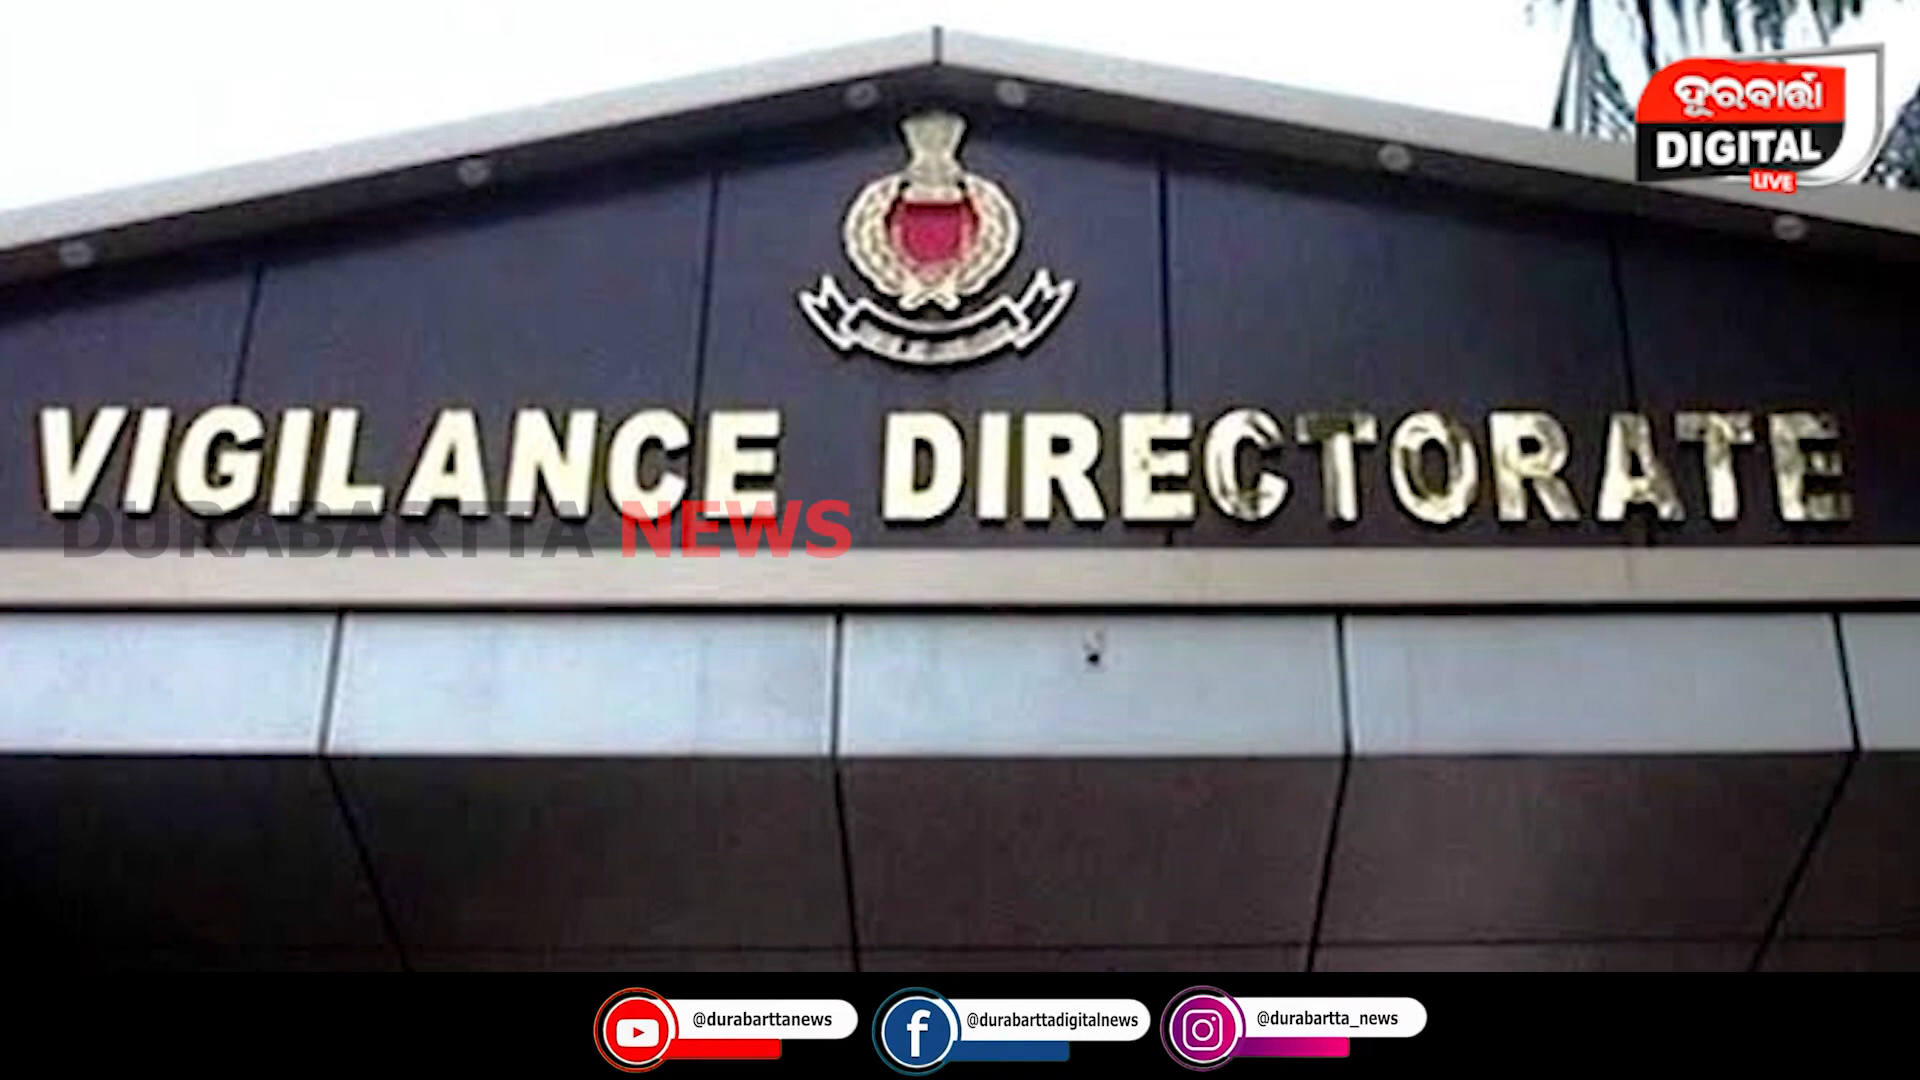 ଦୂରବାର୍ତ୍ତା
DIGITAL
LIVE
VIGILANCE DIRECTORATE
DURABARTTA NEWS
@durabarttanews
@durabarttadigitalnews
@durabartta_news